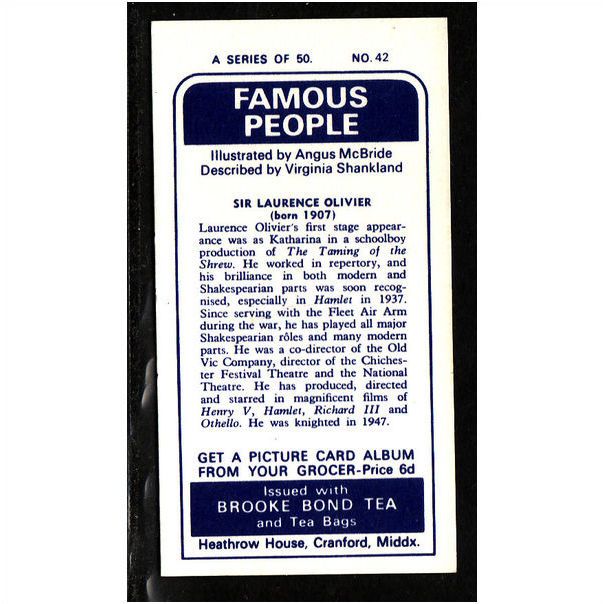 A SERIES OF 50. NO. 42
FAMOUS
PEOPLE
Illustrated by Angus McBride
Described by Virginia Shankland
SIR LAURENCE OLIVIER
(born 1907)
Laurence Olivier's first stage appear-
ance was as Katharina in a schoolboy
production of The Taming of the
Shrew. He worked in repertory, and
his brilliance in both modern and
Shakespearian parts was soon recog-
nised, especially in Hamlet in 1937.
Since serving with the Fleet Air Arm
during the war, he has played all major
Shakespearian rôles and many modern
parts. He was a co-director of the Old
Vic Company, director of the Chiches-
ter Festival Theatre and the National
Theatre. He has produced, directed
and starred in magnificent films of
Henry V, Hamlet, Richard III and
Othello. He was knighted in 1947.
GET A PICTURE CARD ALBUM
FROM YOUR GROCER-Price 6d
Issued with
BROOKE BOND TEA
and Tea Bags
Heathrow House, Cranford, Middx.